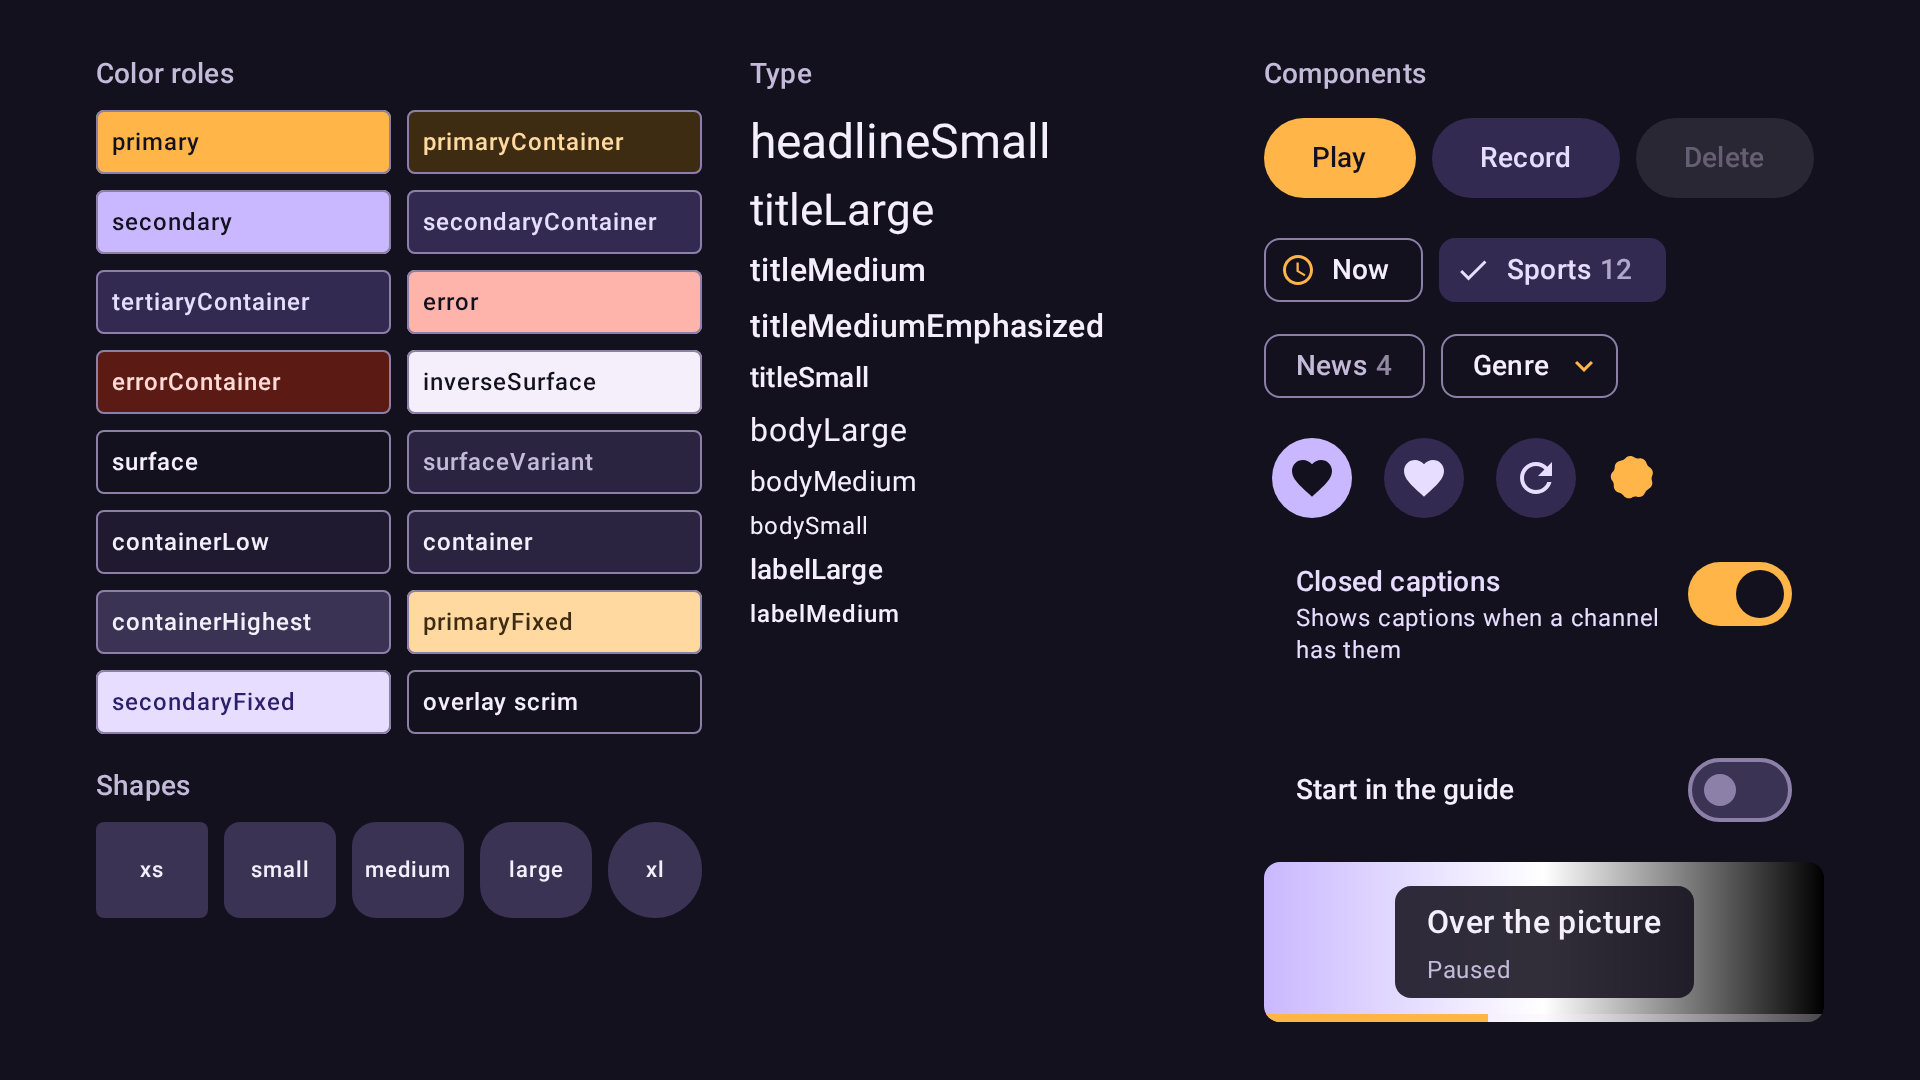 Color roles
primary
primaryContainer
secondary
secondaryContainer
tertiaryContainer
error
errorContainer
inverseSurface
surface
surfaceVariant
containerLow
container
containerHighest
primaryFixed
secondaryFixed
overlay scrim
Shapes
xs
small
medium
large
xl
Type
headlineSmall
titleLarge
titleMedium
titleMediumEmphasized
titleSmall
bodyLarge
bodyMedium
bodySmall
labelLarge
labelMedium
Components
Play
Record
Delete
Now
Sports 12
News 4
Genre
Closed captions
Shows captions when a channel
has them
Start in the guide
Over the picture
Paused